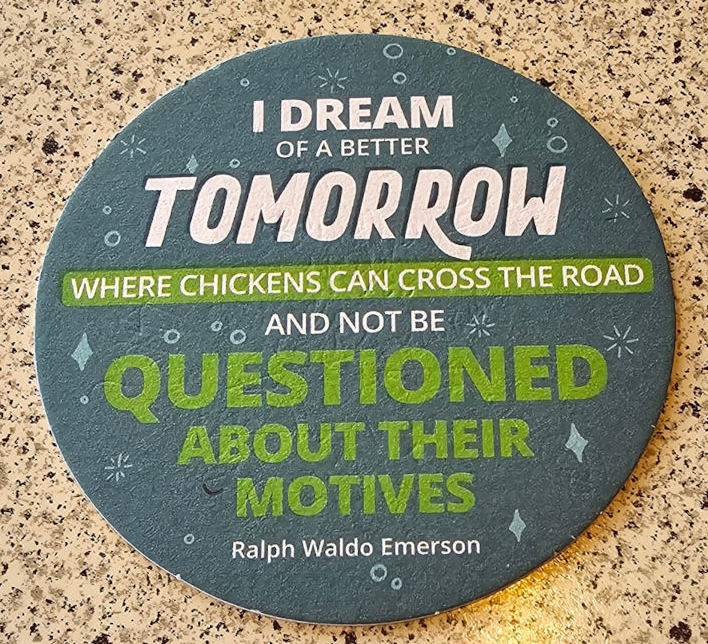 I DREAM
OF A BETTER
TOMORROW
WHERE CHICKENS CAN CROSS THE ROAD
AND NOT BE
QUESTIONED
ABOUT THEIR
MOTIVES
Ralph Waldo Emerson